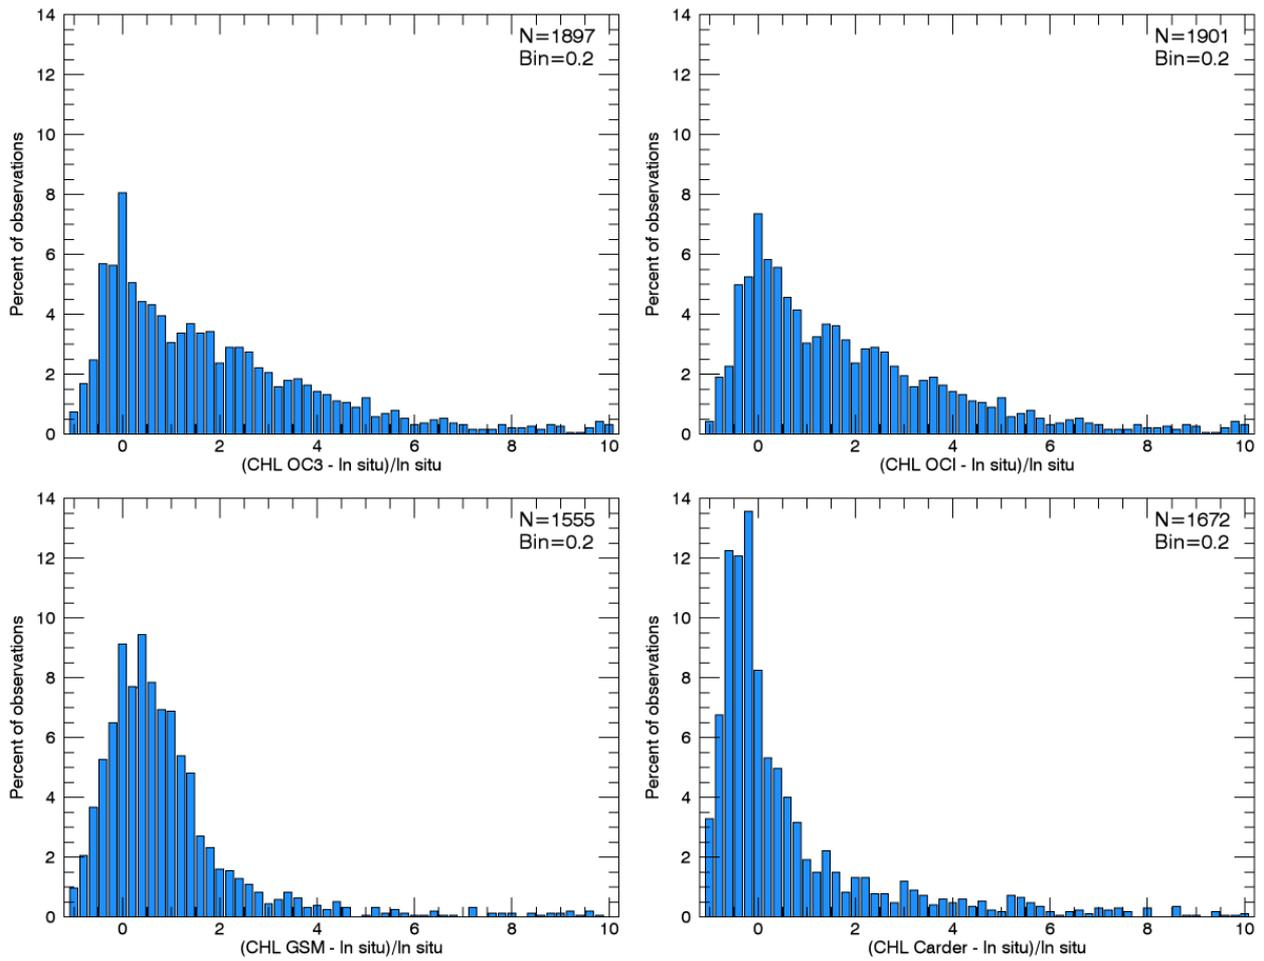 14
12
10
8
6
4
2
0
Percent of observations
N=1897
Bin=0.2
0 2 4 6 8 10
(CHL OC3 - In situ)/In situ
14
12
10
8
6
4
2
0
Percent of observations
N=1901
Bin=0.2
0 2 4 6 8 10
(CHL OCI - In situ)/In situ
14
12
10
8
6
4
2
0
Percent of observations
N=1555
Bin=0.2
0 2 4 6 8 10
(CHL GSM - In situ)/In situ
14
12
10
8
6
4
2
0
Percent of observations
N=1672
Bin=0.2
0 2 4 6 8 10
(CHL Carder - In situ)/In situ